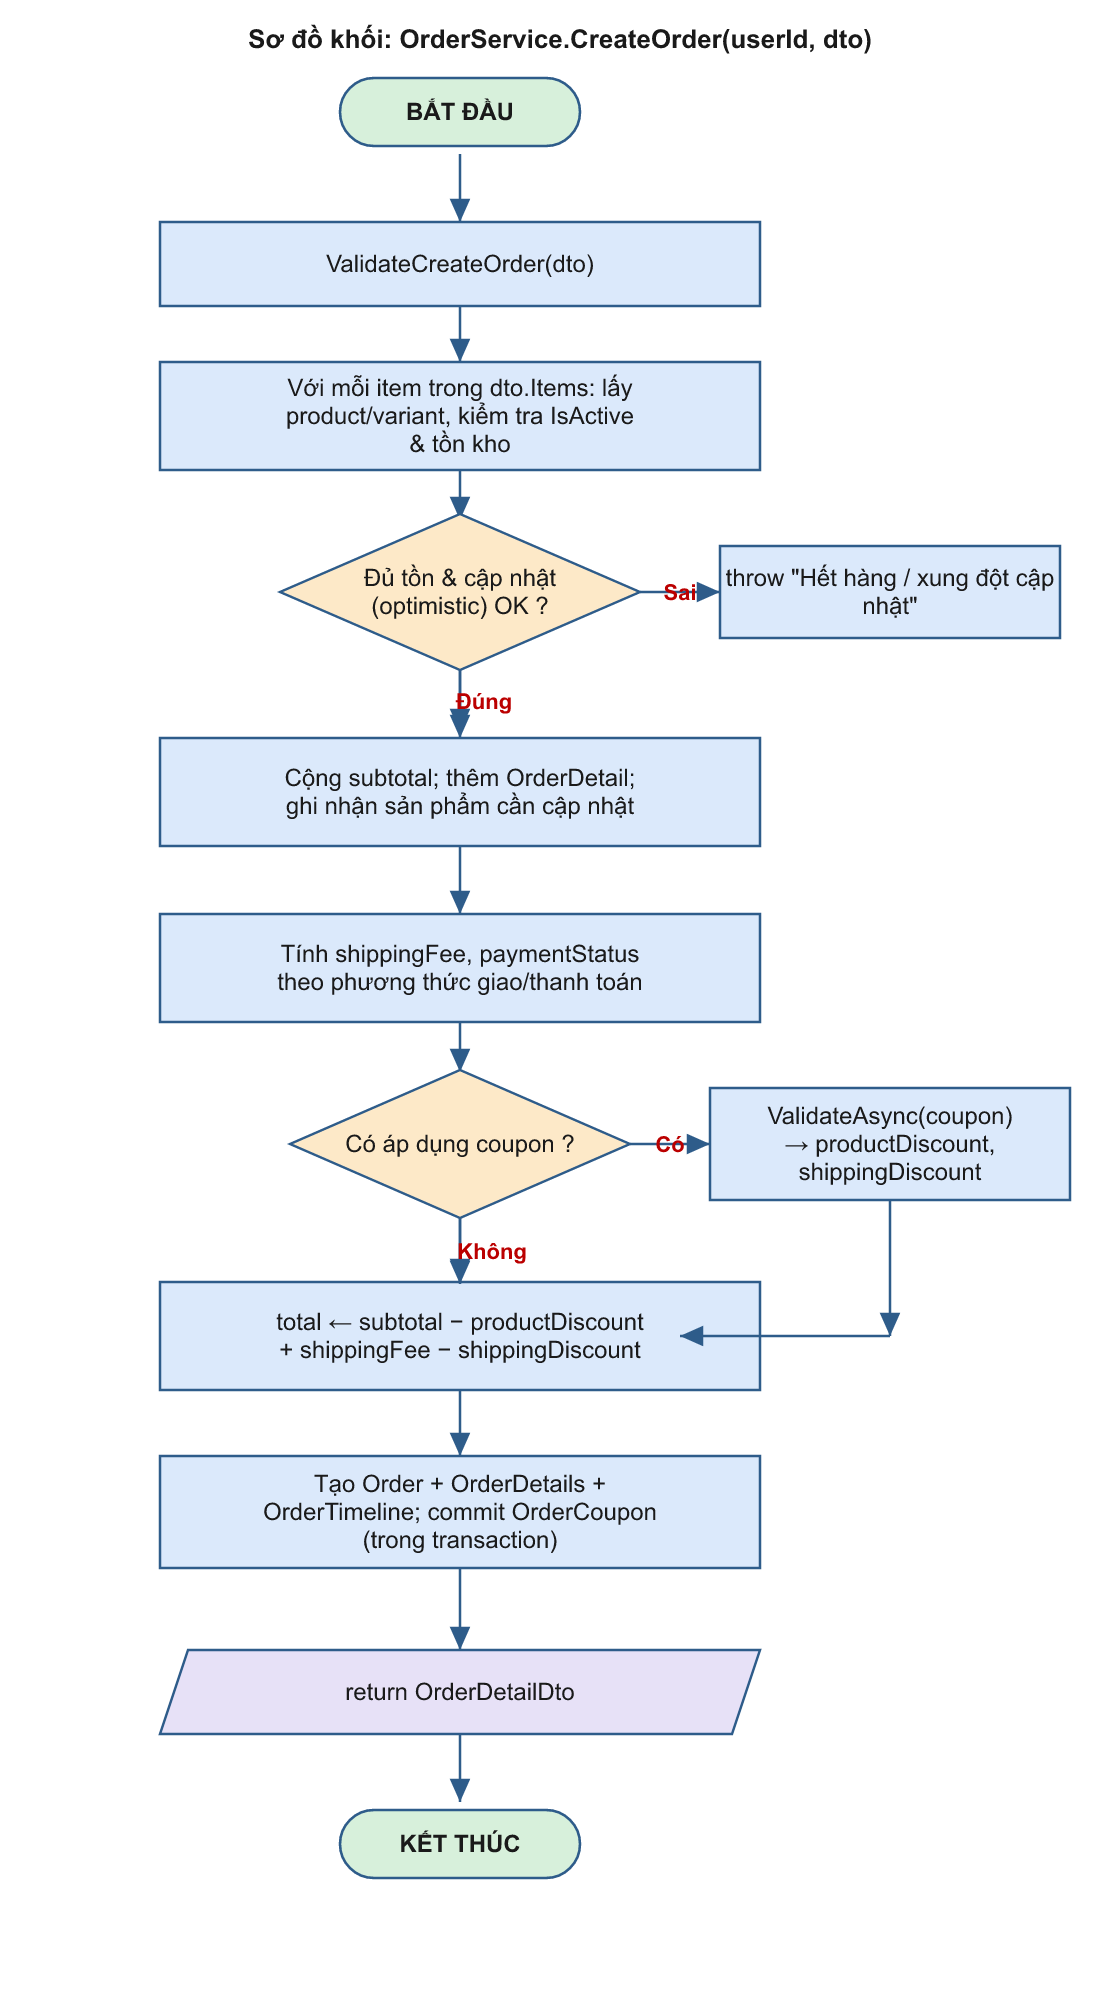 Sơ đồ khối: OrderService.CreateOrder(userId, dto)
BẮT ĐẦU
ValidateCreateOrder(dto)
Với mỗi item trong dto.Items: lấy
product/variant, kiểm tra IsActive
& tồn kho
Đủ tồn & cập nhật
(optimistic) OK ?
Sai
throw "Hết hàng / xung đột cập
nhật"
Đúng
Cộng subtotal; thêm OrderDetail;
ghi nhận sản phẩm cần cập nhật
Tính shippingFee, paymentStatus
theo phương thức giao/thanh toán
Có áp dụng coupon ?
Có
ValidateAsync(coupon)
→ productDiscount,
shippingDiscount
Không
total ← subtotal − productDiscount
+ shippingFee − shippingDiscount
Tạo Order + OrderDetails +
OrderTimeline; commit OrderCoupon
(trong transaction)
return OrderDetailDto
KẾT THÚC